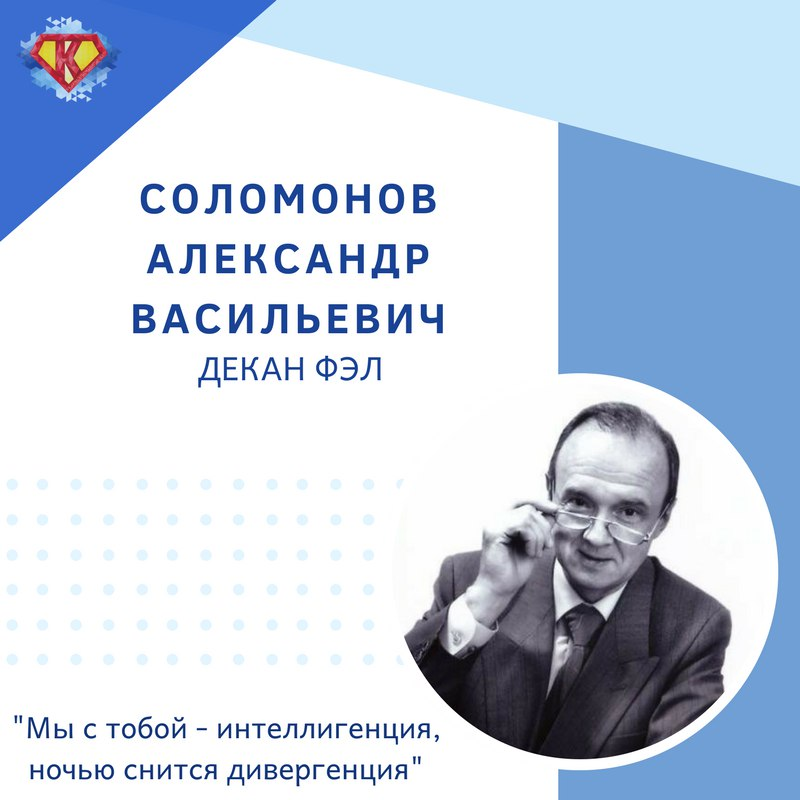 К
СОЛОМОНОВ
АЛЕКСАНДР
ВАСИЛЬЕВИЧ
ДЕКАН ФЭЛ
"Мы с тобой - интеллигенция,
ночью снится дивергенция"